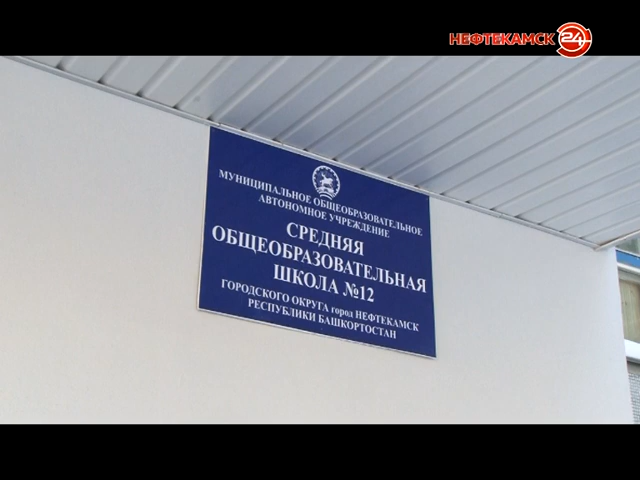 НЕФТЕКАМСК 24
МУНИЦИПАЛЬНОЕ ОБЩЕОБРАЗОВАТЕЛЬНОЕ
АВТОНОМНОЕ УЧРЕЖДЕНИЕ
СРЕДНЯЯ
ОБЩЕОБРАЗОВАТЕЛЬНАЯ
ШКОЛА №12
ГОРОДСКОГО ОКРУГА город НЕФТЕКАМСК
РЕСПУБЛИКИ БАШКОРТОСТАН